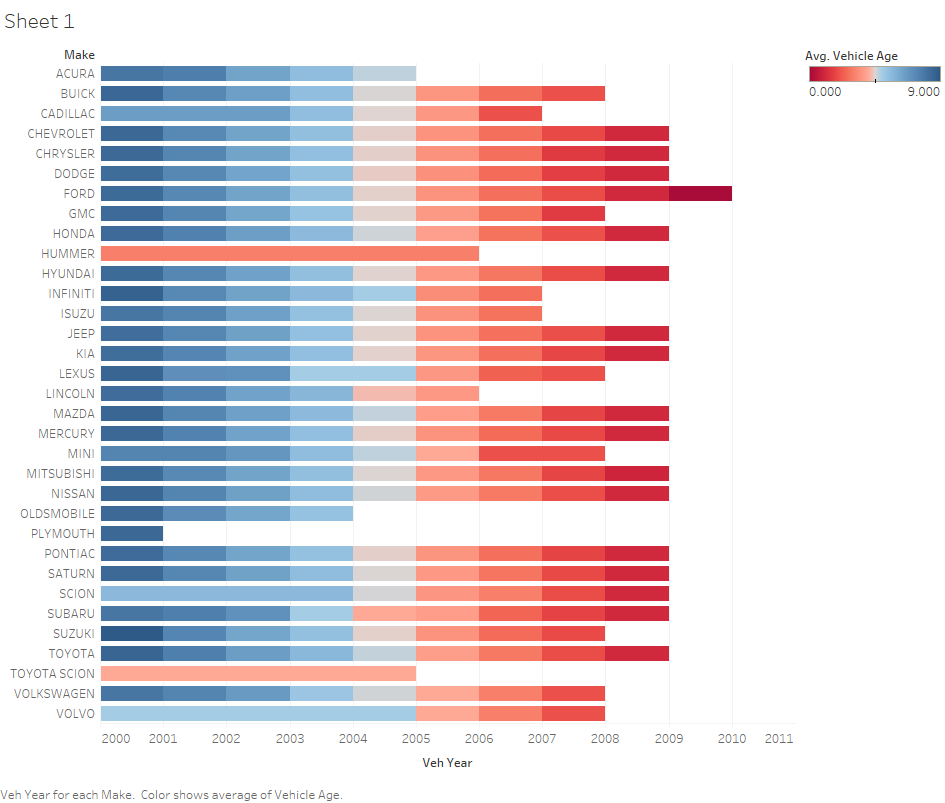 Sheet 1
Make
Avg. Vehicle Age
0.000 9.000
ACURA
BUICK
CADILLAC
CHEVROLET
CHRYSLER
DODGE
FORD
GMC
HONDA
HUMMER
HYUNDAI
INFINITI
ISUZU
JEEP
KIA
LEXUS
LINCOLN
MAZDA
MERCURY
MINI
MITSUBISHI
NISSAN
OLDSMOBILE
PLYMOUTH
PONTIAC
SATURN
SCION
SUBARU
SUZUKI
TOYOTA
TOYOTA SCION
VOLKSWAGEN
VOLVO
2000 2001 2002 2003 2004 2005 2006 2007 2008 2009 2010 2011
Veh Year
Veh Year for each Make. Color shows average of Vehicle Age.